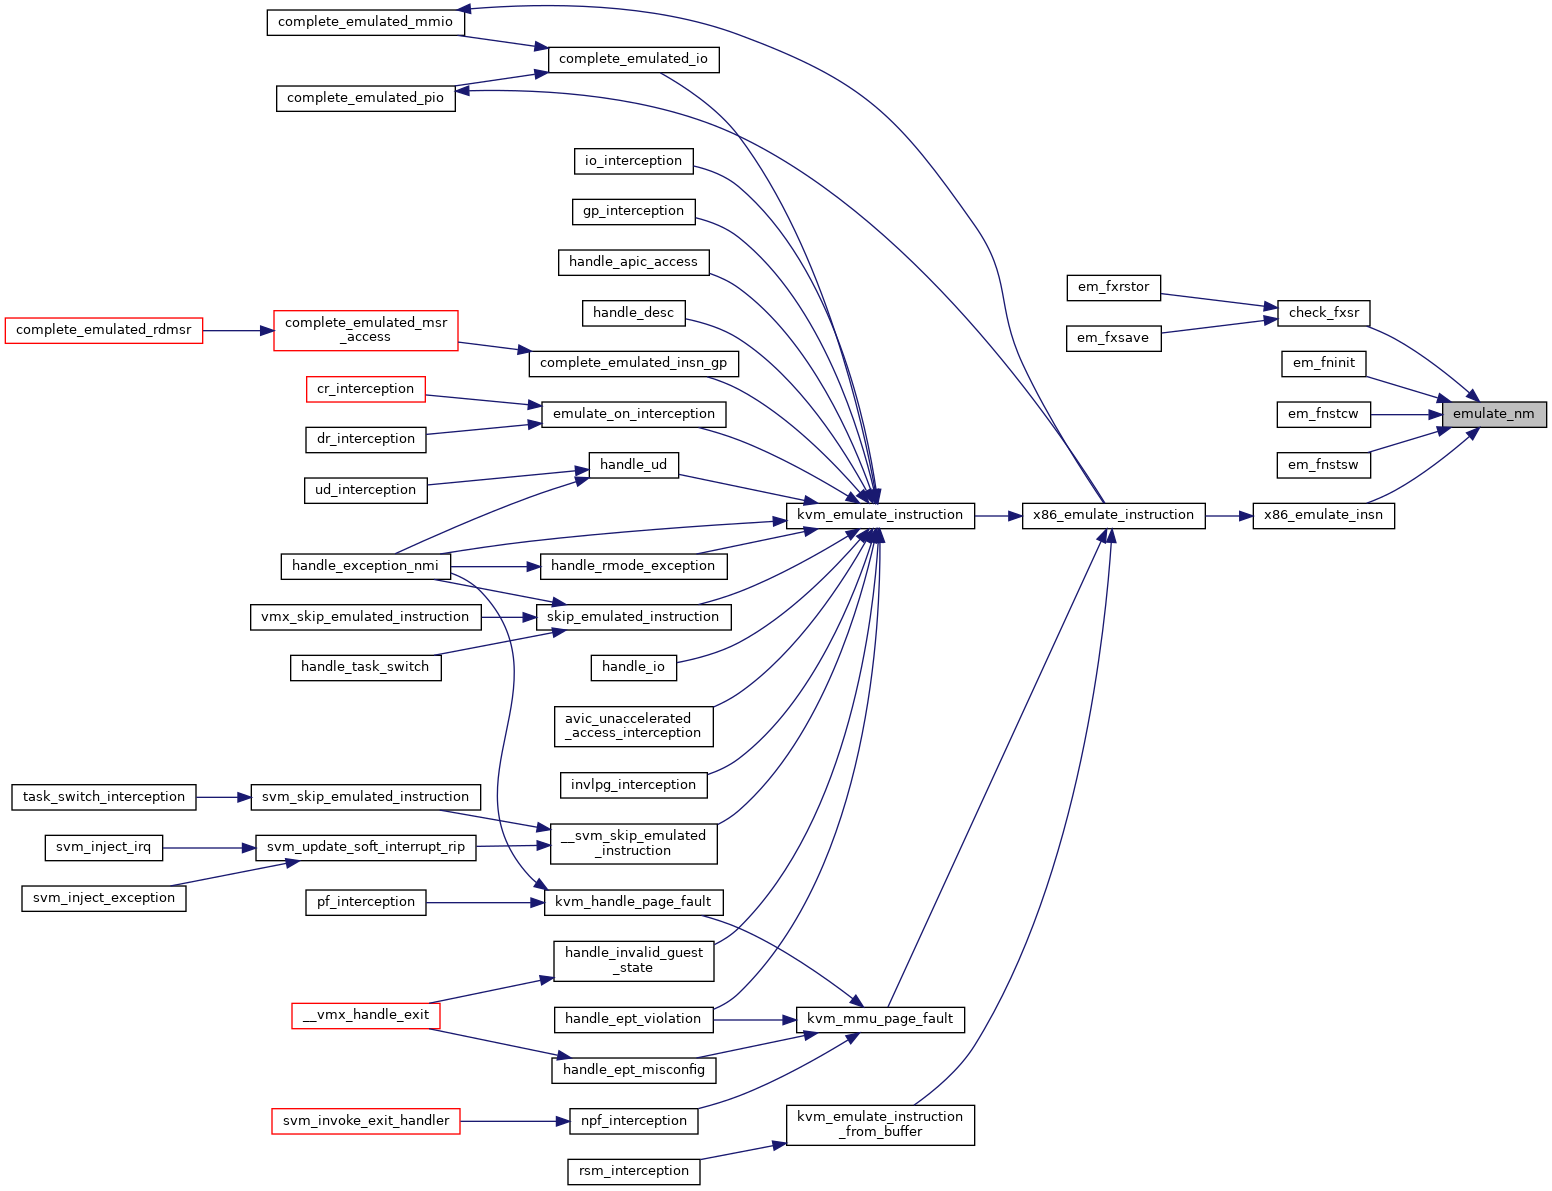 complete_emulated_mmio
complete_emulated_io
complete_emulated_pio
io_interception
gp_interception
handle_apic_access
em_fxrstor
handle_desc
check_fxsr
complete_emulated_rdmsr
complete_emulated_msr
_access
em_fxsave
complete_emulated_insn_gp
em_fninit
cr_interception
emulate_on_interception
em_fnstcw
emulate_nm
dr_interception
handle_ud
em_fnstsw
ud_interception
kvm_emulate_instruction
x86_emulate_instruction
x86_emulate_insn
handle_exception_nmi
handle_rmode_exception
vmx_skip_emulated_instruction
skip_emulated_instruction
handle_task_switch
handle_io
avic_unaccelerated
_access_interception
invlpg_interception
task_switch_interception
svm_skip_emulated_instruction
__svm_skip_emulated
_instruction
svm_inject_irq
svm_update_soft_interrupt_rip
svm_inject_exception
pf_interception
kvm_handle_page_fault
handle_invalid_guest
_state
__vmx_handle_exit
handle_ept_violation
kvm_mmu_page_fault
handle_ept_misconfig
svm_invoke_exit_handler
npf_interception
kvm_emulate_instruction
_from_buffer
rsm_interception